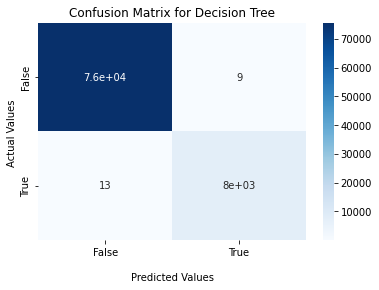 Confusion Matrix for Decision Tree
Actual Values
False
True
7.6e+04
9
13
8e+03
False
True
Predicted Values
70000
60000
50000
40000
30000
20000
10000